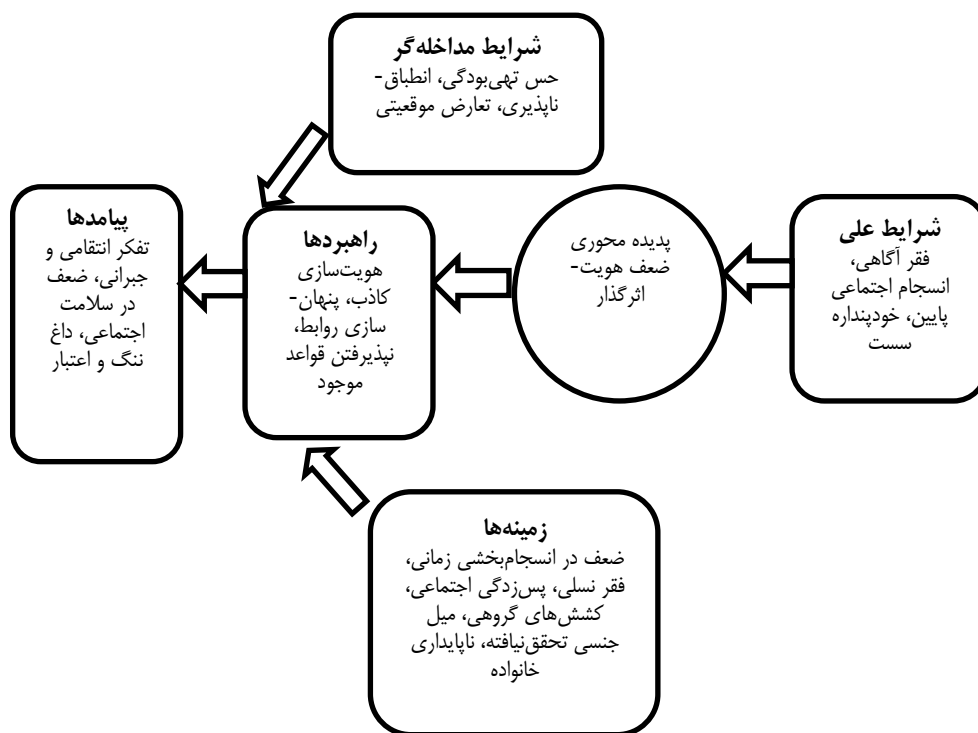 شرایط مداخله‌گر
حس تهی‌بودگی، انطباق-
ناپذیری، تعارض موقعیتی
شرایط علی
فقر آگاهی،
انسجام اجتماعی
پایین، خودپنداره
سست
پدیده محوری
ضعف هویت-
اثرگذار
راهبردها
هویت‌سازی
کاذب، پنهان-
سازی روابط،
نپذیرفتن قواعد
موجود
پیامدها
تفکر انتقامی و
جبرانی، ضعف
در سلامت
اجتماعی، داغ
ننگ و اعتبار
زمینه‌ها
ضعف در انسجام‌بخشی زمانی،
فقر نسلی، پس‌زدگی اجتماعی،
کشش‌های گروهی، میل
جنسی تحقق‌نیافته، ناپایداری
خانواده